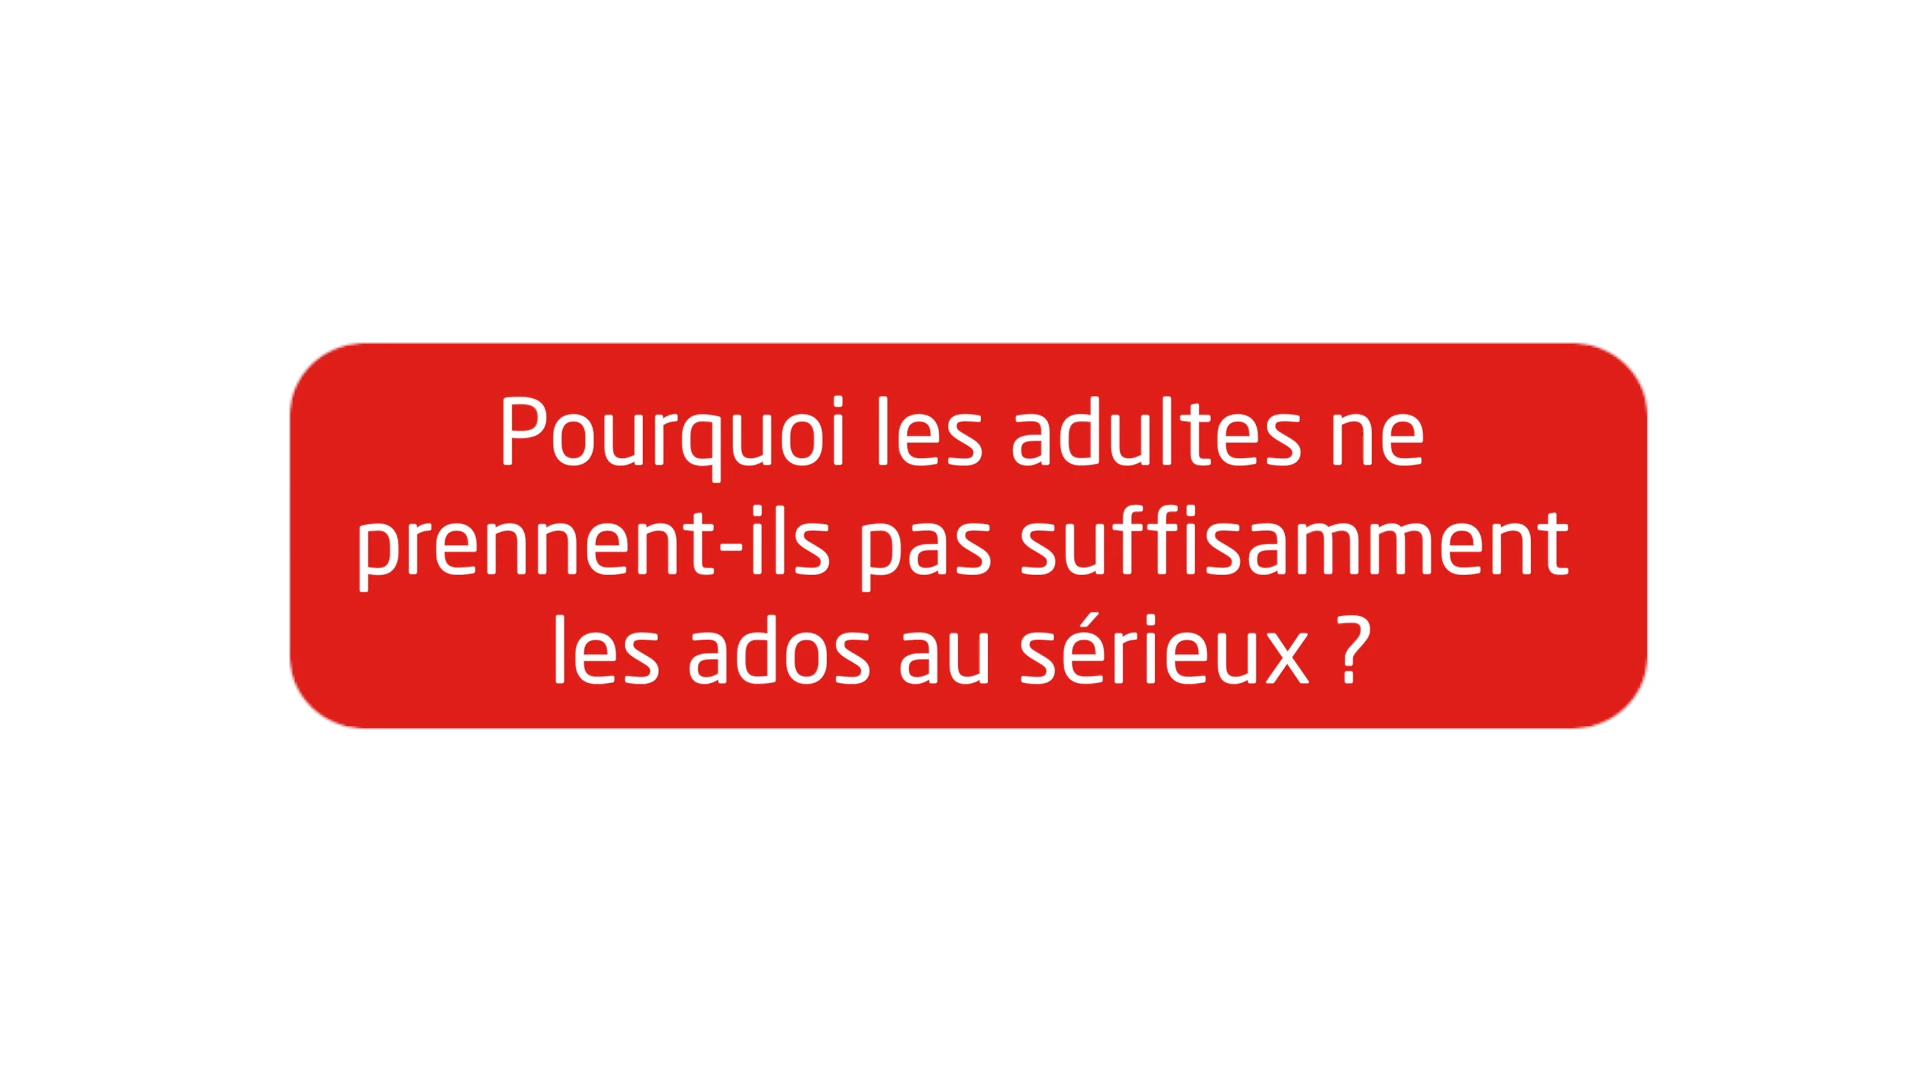 Pourquoi les adultes ne
prennent-ils pas suffisamment
les ados au sérieux ?